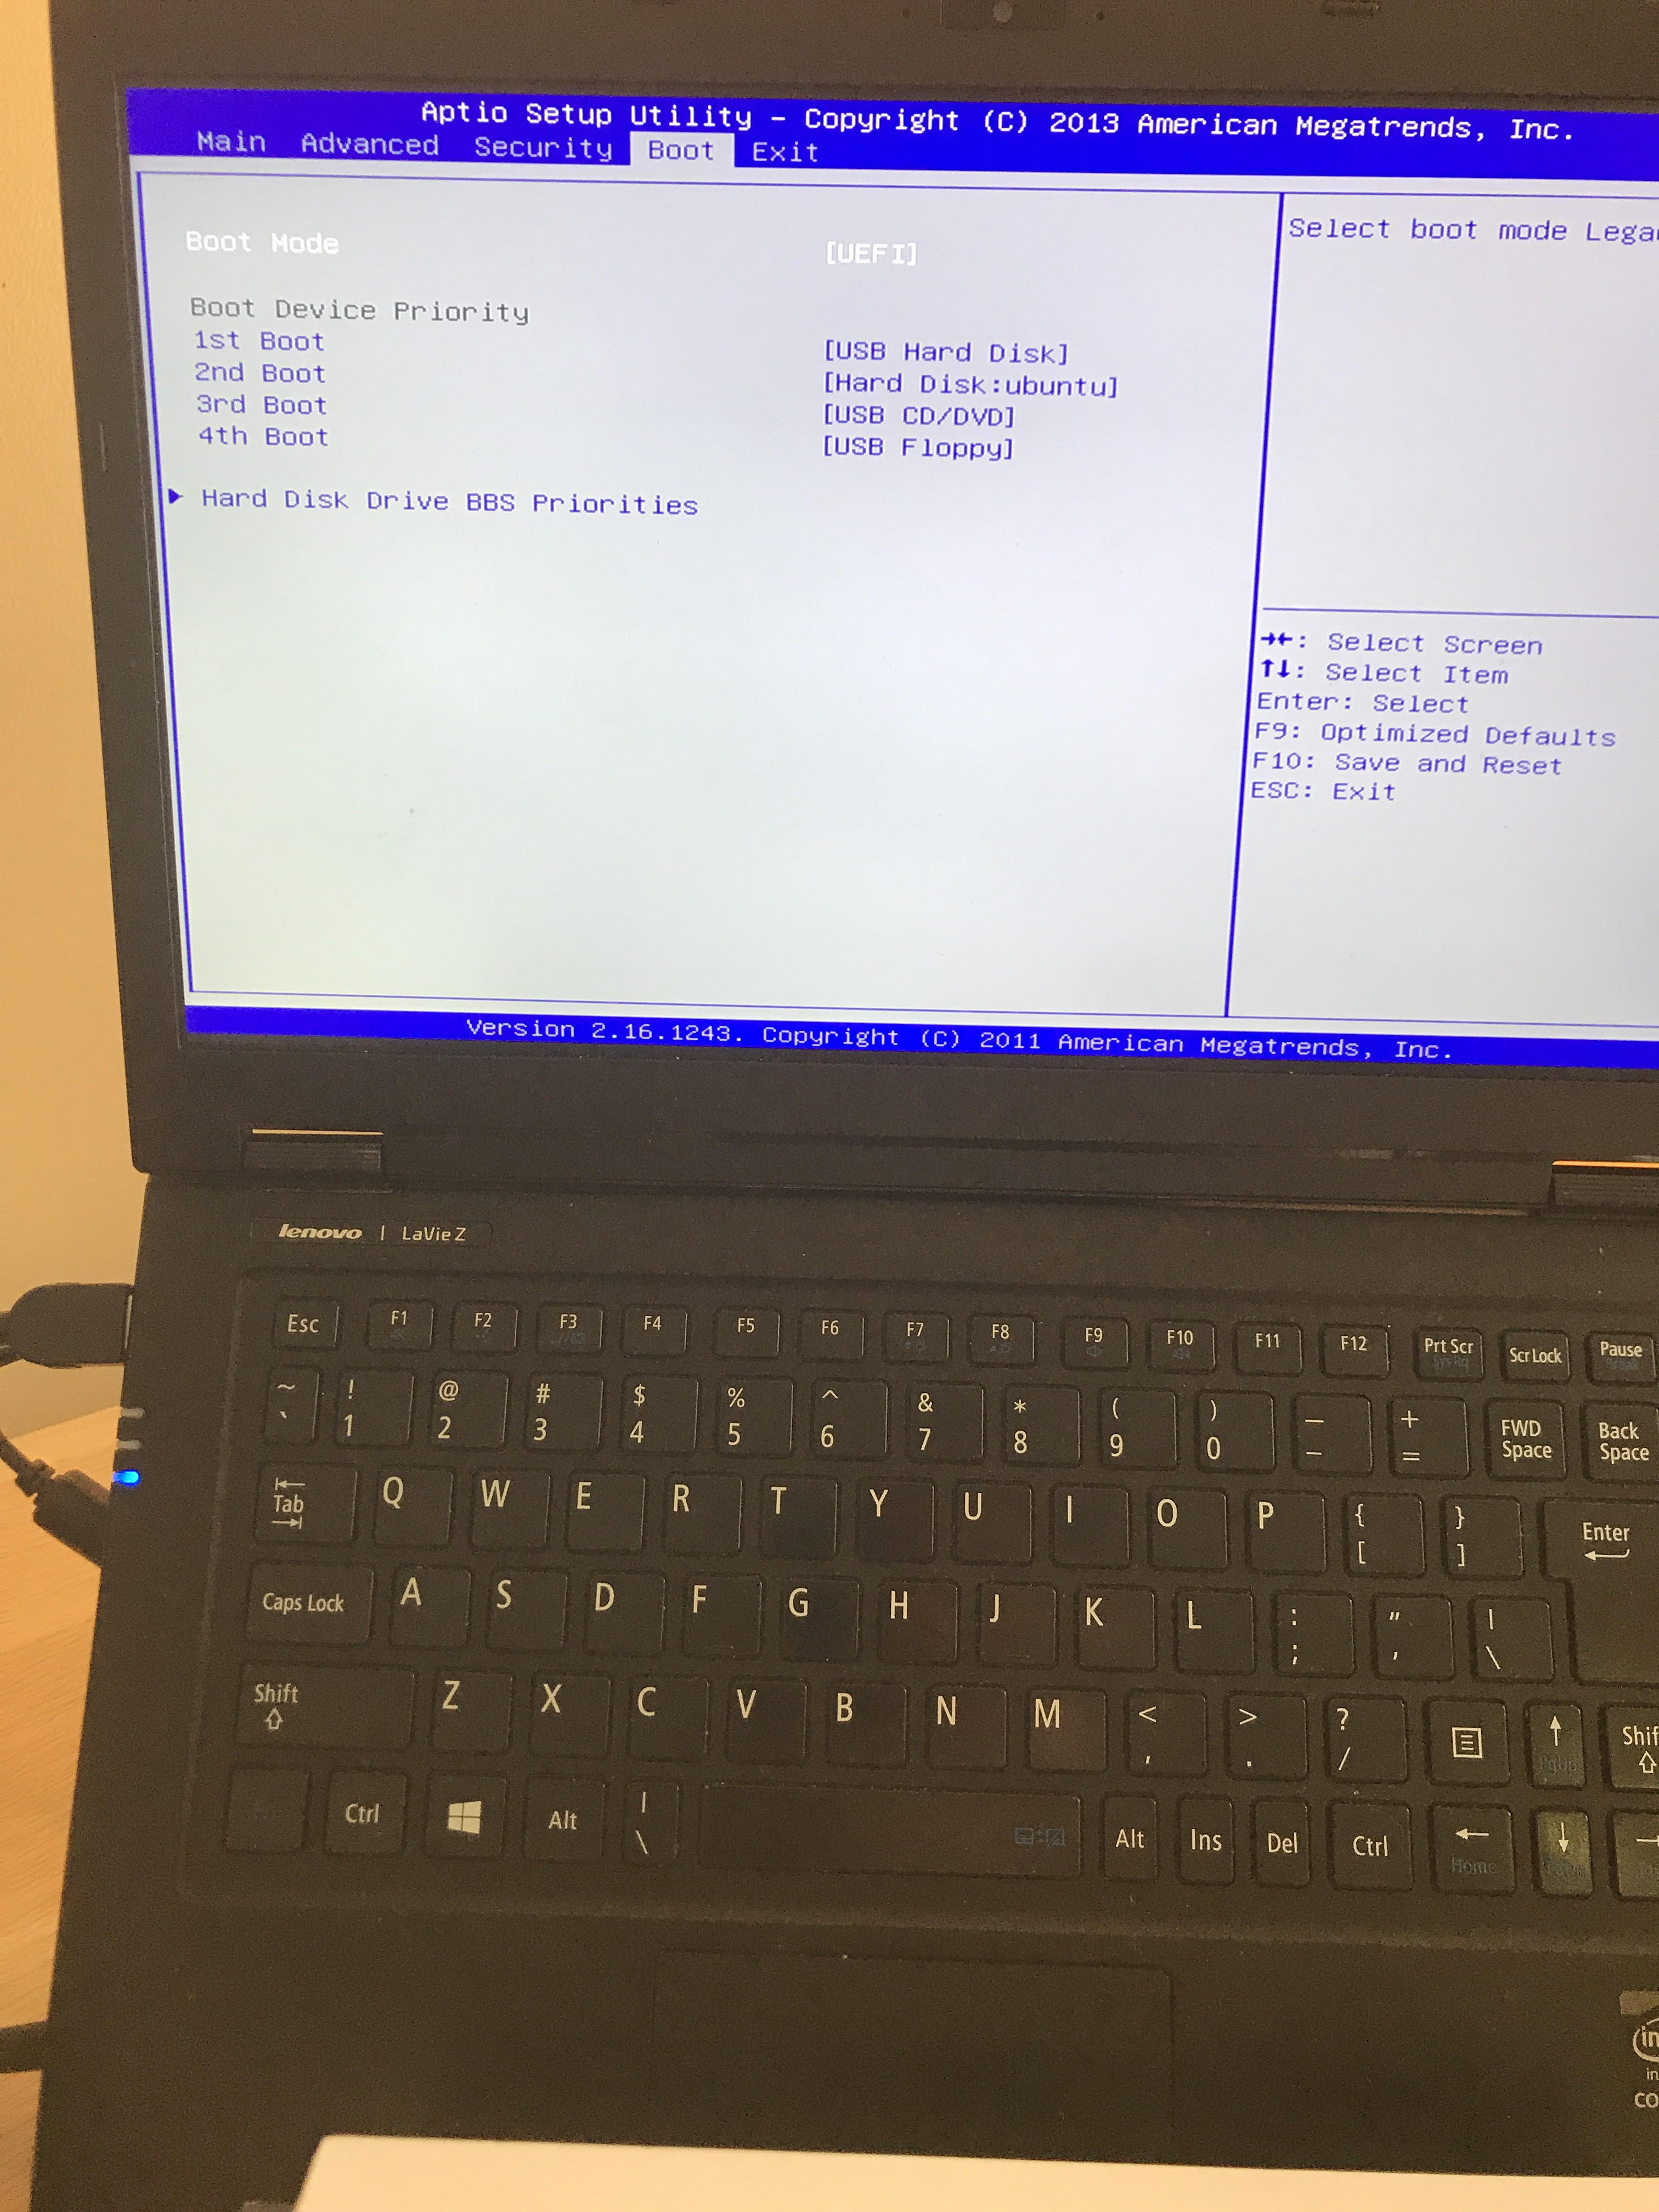 Aptio Setup Utility – Copyright (C) 2013 American Megatrends, Inc.
Main Advanced Security Boot Exit
Boot Mode [UEFI]
Boot Device Priority
1st Boot [USB Hard Disk]
2nd Boot [Hard Disk:ubuntu]
3rd Boot [USB CD/DVD]
4th Boot [USB Floppy]
▶ Hard Disk Drive BBS Priorities
Select boot mode
→←: Select Screen
↑↓: Select Item
Enter: Select
F9: Optimized Defaults
F10: Save and Reset
ESC: Exit
Version 2.16.1243. Copyright (C) 2011 American Megatrends, Inc.
lenovo | LaVie Z
Esc F1 F2 F3 F4 F5 F6 F7 F8 F9 F10 F11 F12 Prt Scr Scr Lock Pause
Sys Rq
~ ! @ # $ % ^ & * ( ) — + FWD Space Back Space
` 1 2 3 4 5 6 7 8 9 0 – =
Tab Q W E R T Y U I O P { [ } ] Enter
Caps Lock A S D F G H J K L : ; " ' | \
Shift Z X C V B N M < , > . ? / ↑
Ctrl Alt | \ Alt Ins Del Ctrl ← ↓
Home